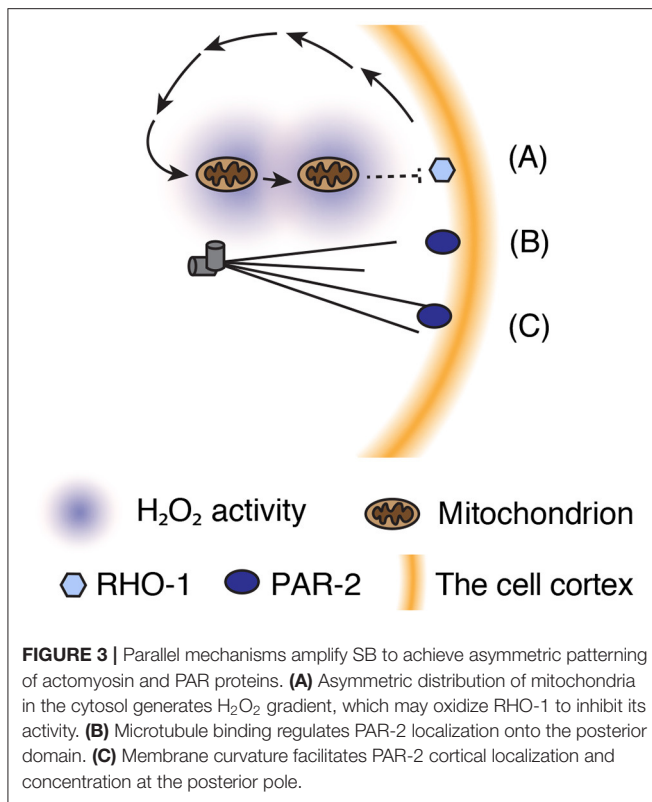 (A)
(B)
(C)
H₂O₂ activity
Mitochondrion
RHO-1
PAR-2
The cell cortex
FIGURE 3 | Parallel mechanisms amplify SB to achieve asymmetric patterning
of actomyosin and PAR proteins. (A) Asymmetric distribution of mitochondria
in the cytosol generates H₂O₂ gradient, which may oxidize RHO-1 to inhibit its
activity. (B) Microtubule binding regulates PAR-2 localization onto the posterior
domain. (C) Membrane curvature facilitates PAR-2 cortical localization and
concentration at the posterior pole.